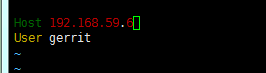 Host 192.168.59.6
User gerrit
~
~